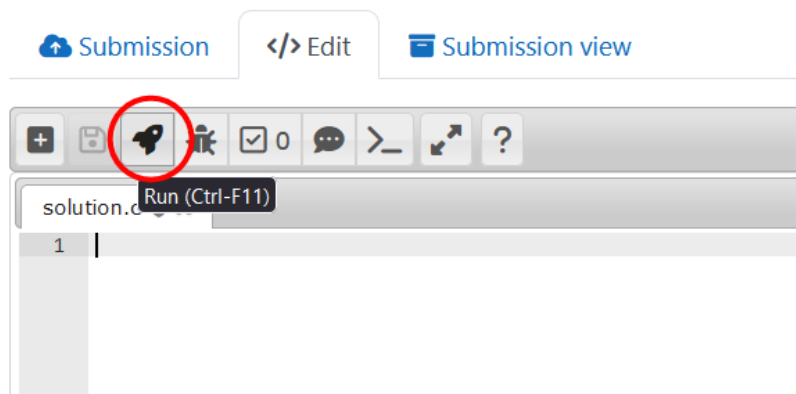 Submission </> Edit Submission view
0 >_ ?
Run (Ctrl-F11)
solution.c
1